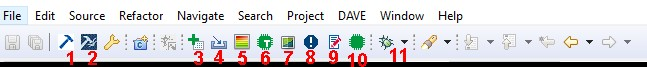 File Edit Source Refactor Navigate Search Project DAVE Window Help
1 2 3 4 5 6 7 8 9 10 11